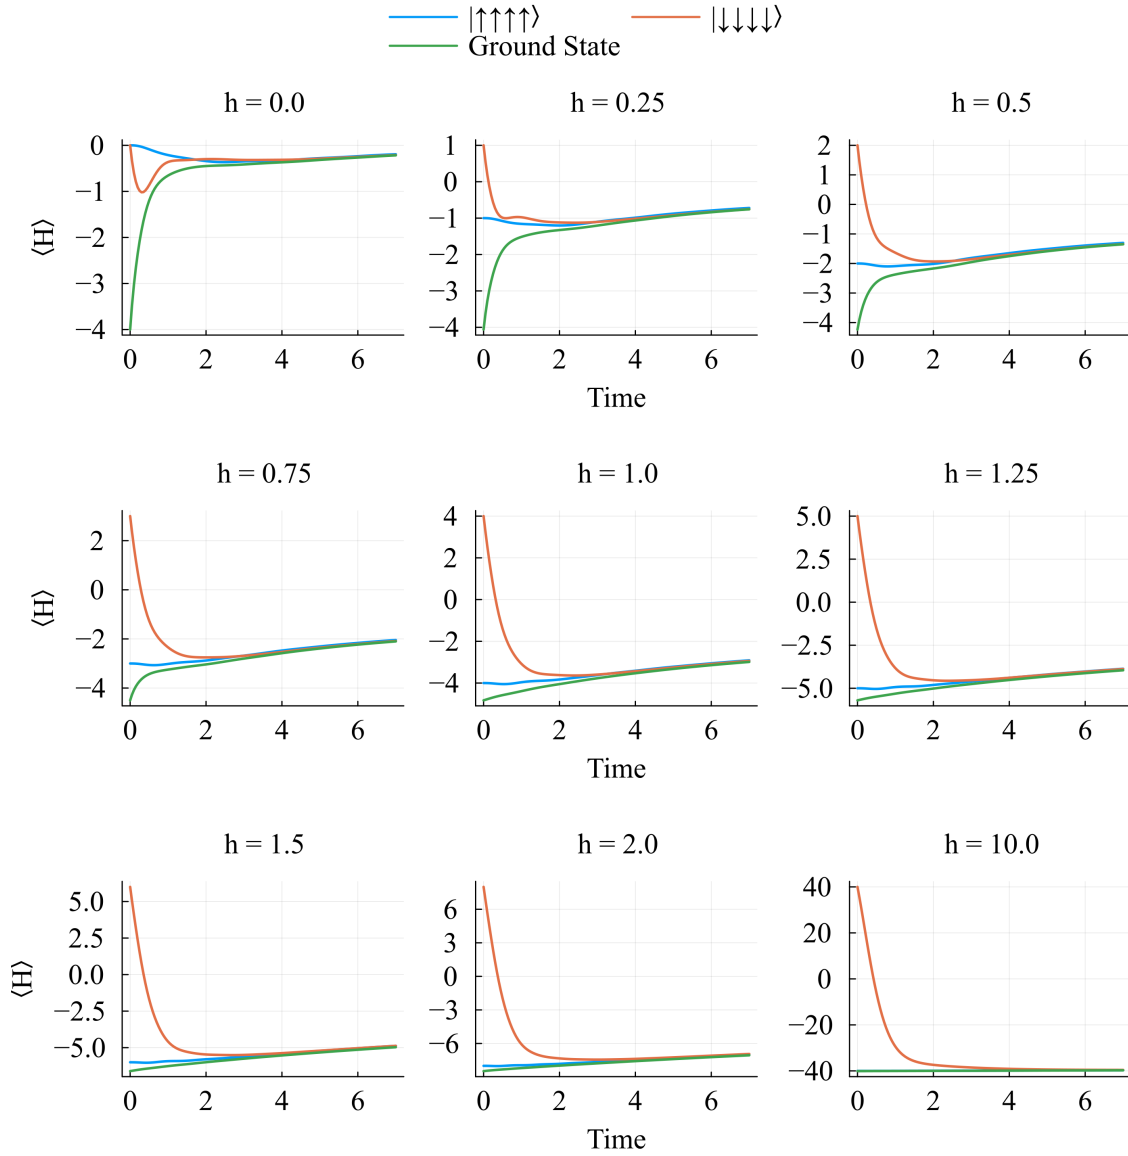 |↑↑↑↑⟩ |↓↓↓↓⟩
Ground State
h = 0.0 h = 0.25 h = 0.5
⟨H⟩
0
−1
−2
−3
−4
0 2 4 6
1
0
−1
−2
−3
−4
0 2 4 6
Time
2
1
0
−1
−2
−3
−4
0 2 4 6
h = 0.75 h = 1.0 h = 1.25
⟨H⟩
2
0
−2
−4
0 2 4 6
4
2
0
−2
−4
0 2 4 6
Time
5.0
2.5
0.0
−2.5
−5.0
0 2 4 6
h = 1.5 h = 2.0 h = 10.0
⟨H⟩
5.0
2.5
0.0
−2.5
−5.0
0 2 4 6
6
3
0
−3
−6
0 2 4 6
Time
40
20
0
−20
−40
0 2 4 6